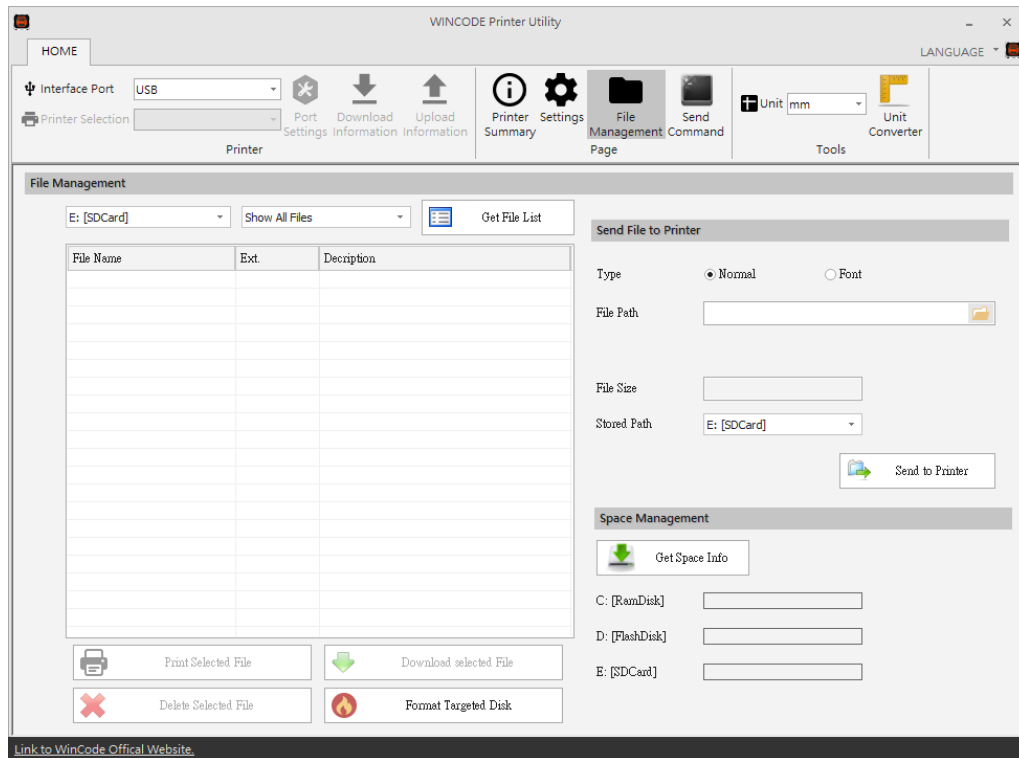 WINCODE Printer Utility
HOME
LANGUAGE
Interface Port USB
Printer Selection
Port Settings
Download Information
Upload Information
Printer
Printer Summary
Settings
File Management
Send Command
Page
Unit mm
Unit Converter
Tools
File Management
E: [SDCard] Show All Files Get File List
File Name Ext. Decription
Print Selected File Download selected File
Delete Selected File Format Targeted Disk
Send File to Printer
Type Normal Font
File Path
File Size
Stored Path E: [SDCard]
Send to Printer
Space Management
Get Space Info
C: [RamDisk]
D: [FlashDisk]
E: [SDCard]
Link to WinCode Offical Website.